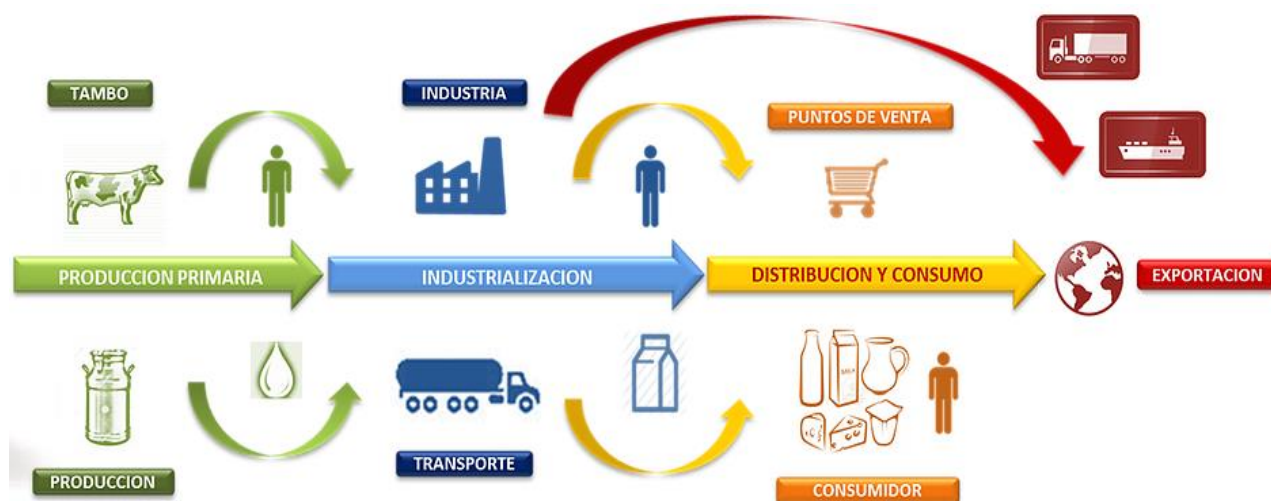 TAMBO
INDUSTRIA
PUNTOS DE VENTA
PRODUCCION PRIMARIA
INDUSTRIALIZACION
DISTRIBUCION Y CONSUMO
EXPORTACION
PRODUCCION
TRANSPORTE
CONSUMIDOR